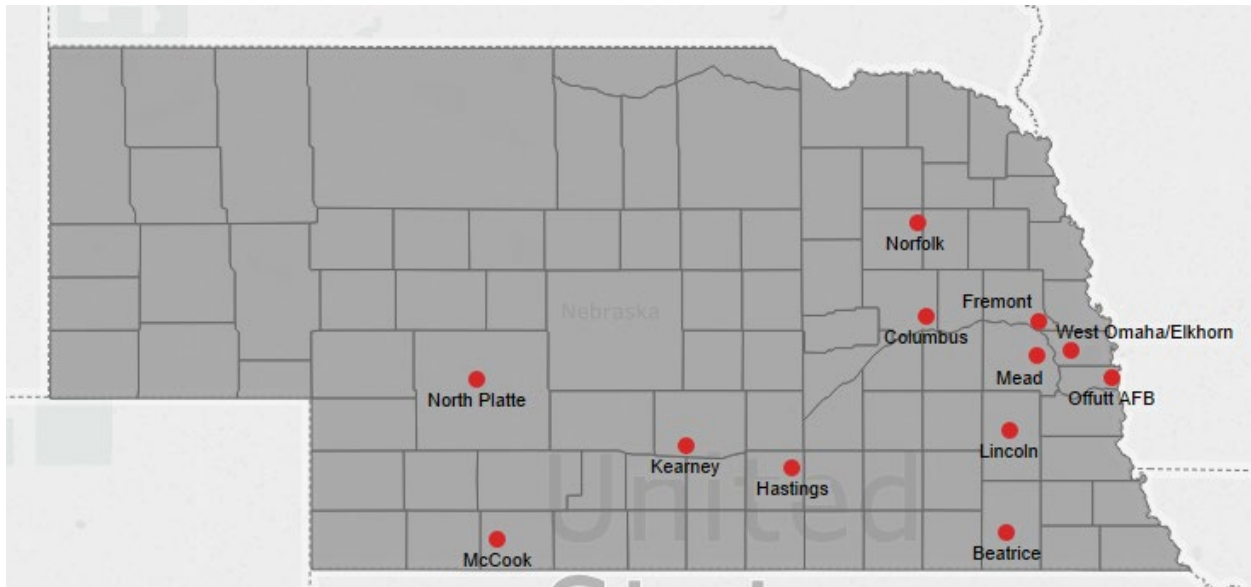 Norfolk
Fremont
Nebraska
West Omaha/Elkhorn
Columbus
Mead
North Platte
Offutt AFB
Lincoln
Kearney
Hastings
United
Beatrice
McCook